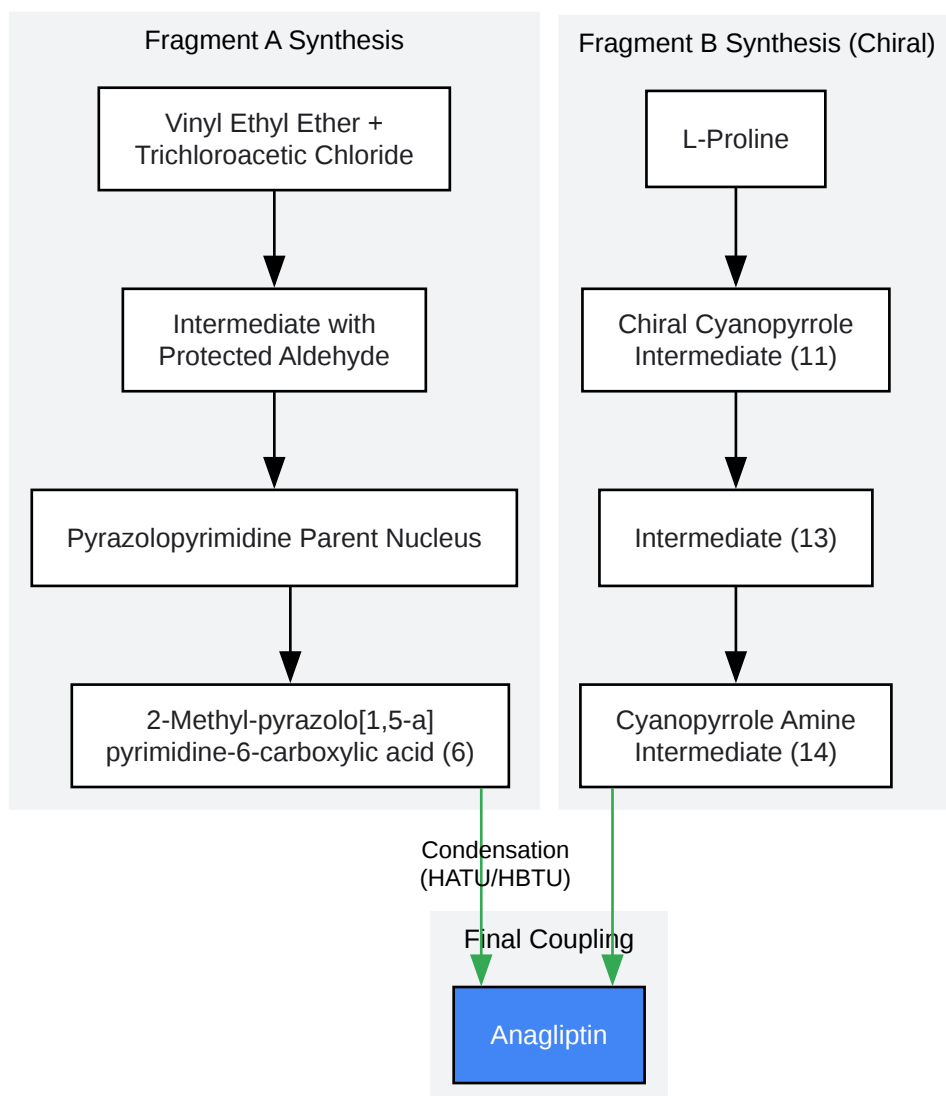 Fragment A Synthesis
Vinyl Ethyl Ether +
Trichloroacetic Chloride
Intermediate with
Protected Aldehyde
Pyrazolopyrimidine Parent Nucleus
2-Methyl-pyrazolo[1,5-a]
pyrimidine-6-carboxylic acid (6)
Fragment B Synthesis (Chiral)
L-Proline
Chiral Cyanopyrrole
Intermediate (11)
Intermediate (13)
Cyanopyrrole Amine
Intermediate (14)
Condensation
(HATU/HBTU)
Final Coupling
Anagliptin